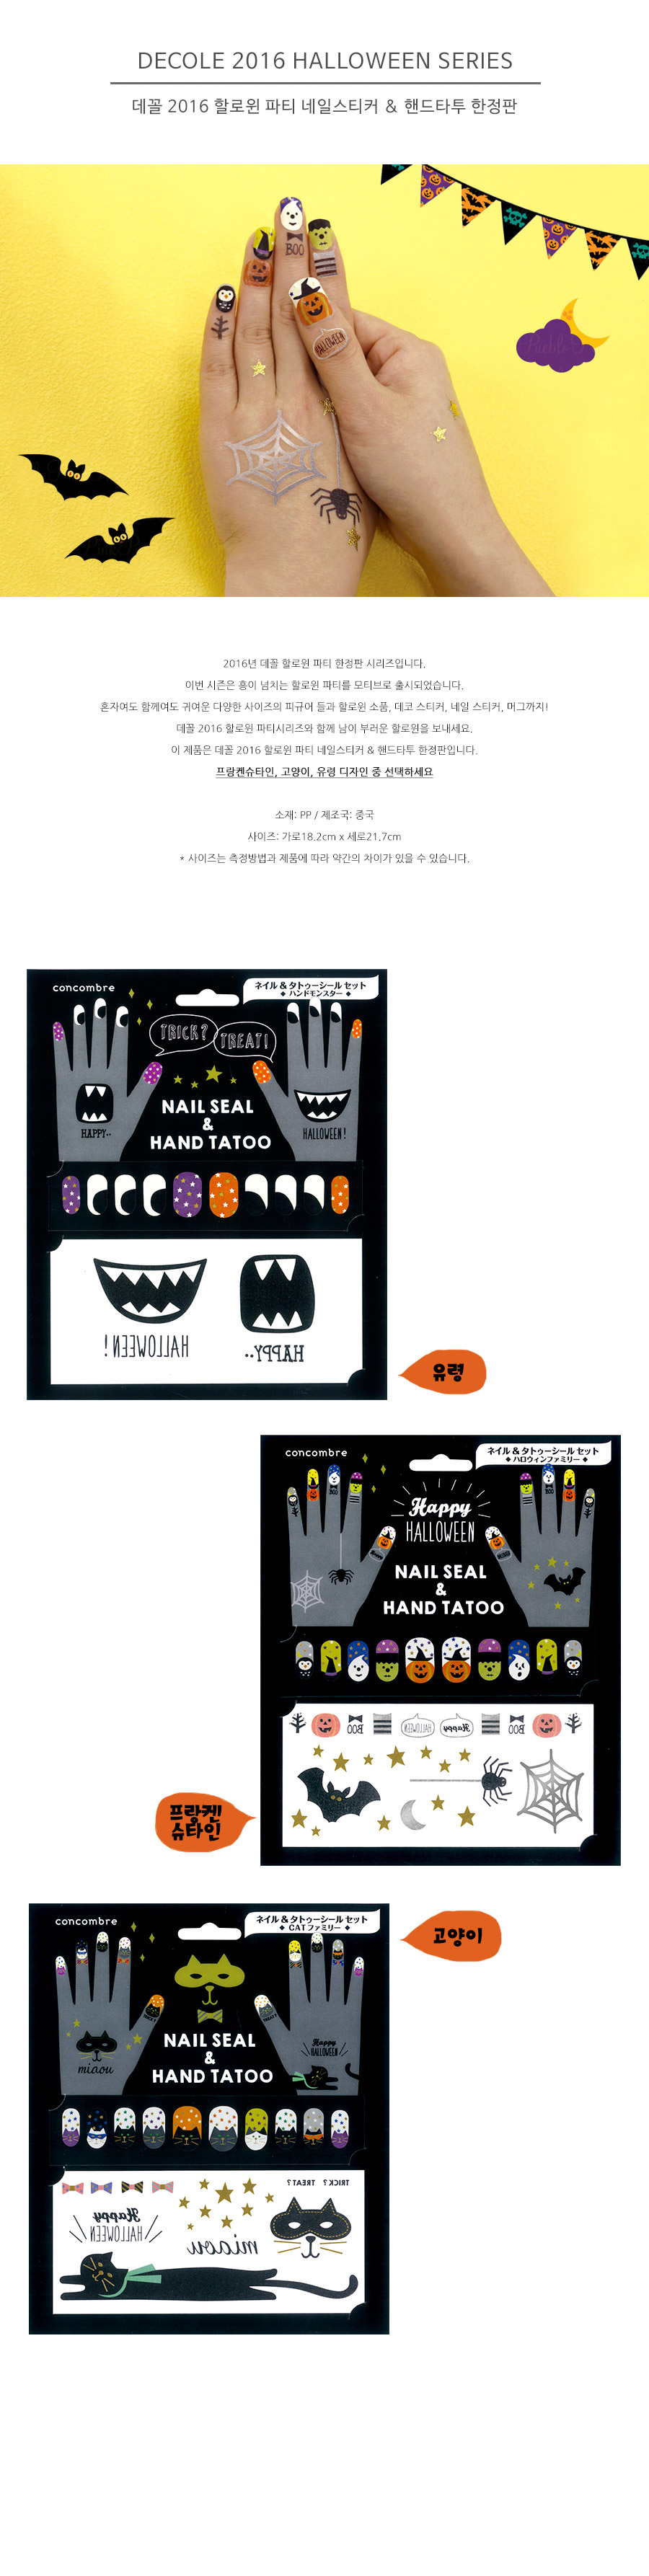 DECOLE 2016 HALLOWEEN SERIES
데꼴 2016 할로윈 파티 네일스티커 & 핸드타투 한정판
BOO
HALLOWEEN
2016년 데꼴 할로윈 파티 한정판 시리즈입니다.
이번 시즌은 흥이 넘치는 할로윈 파티를 모티브로 출시되었습니다.
혼자여도 함께여도 귀여운 다양한 사이즈의 피규어 들과 할로윈 소품, 데코 스티커, 네일 스티커, 머그까지!
데꼴 2016 할로윈 파티시리즈와 함께 남이 부러운 할로윈을 보내세요.
이 제품은 데꼴 2016 할로윈 파티 네일스티커 & 핸드타투 한정판입니다.
프랑켄슈타인, 고양이, 유령 디자인 중 선택하세요
소재: PP / 제조국: 중국
사이즈: 가로18.2cm x 세로21.7cm
* 사이즈는 측정방법과 제품에 따라 약간의 차이가 있을 수 있습니다.
concombre
ネイル&タトゥーシールセット
◆ ハンドモンスター ◆
TRICK?
TREAT!
NAIL SEAL
&
HAND TATOO
HAPPY..
HALLOWEEN!
HALLOWEEN!
HAPPY..
유령
concombre
ネイル&タトゥーシールセット
◆ ハロウィンファミリー ◆
BOO
BOO
Happy
HALLOWEEN
NAIL SEAL
&
HAND TATOO
BOO
HALLOWEEN
Happy
BOO
프랑켄
슈타인
concombre
ネイル&タトゥーシールセット
◆ CATファミリー ◆
고양이
NAIL SEAL
&
HAND TATOO
miaou
Happy
HALLOWEEN
TRICK? TREAT?
Happy
HALLOWEEN
miaou